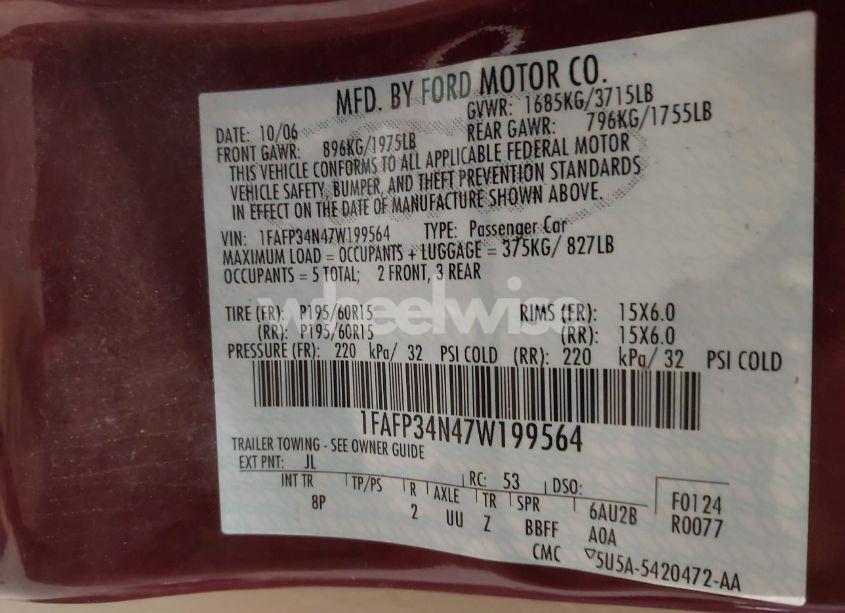 MFD. BY FORD MOTOR CO.
DATE: 10/06 GVWR: 1685KG/3715LB
FRONT GAWR: 896KG/1975LB REAR GAWR: 796KG/1755LB
THIS VEHICLE CONFORMS TO ALL APPLICABLE FEDERAL MOTOR
VEHICLE SAFETY, BUMPER, AND THEFT PREVENTION STANDARDS
IN EFFECT ON THE DATE OF MANUFACTURE SHOWN ABOVE.
VIN: 1FAFP34N47W199564 TYPE: Passenger Car
MAXIMUM LOAD = OCCUPANTS + LUGGAGE = 375KG/ 827LB
OCCUPANTS = 5 TOTAL; 2 FRONT, 3 REAR
wheelwise
TIRE (FR): P195/60R15 RIMS (FR): 15X6.0
(RR): P195/60R15 (RR): 15X6.0
PRESSURE (FR): 220 kPa/ 32 PSI COLD (RR): 220 kPa/ 32 PSI COLD
1FAFP34N47W199564
TRAILER TOWING - SEE OWNER GUIDE
EXT PNT: JL RC: 53 DSO:
INT TR TP/PS R AXLE TR SPR 6AU2B F0124
8P 2 UU Z BBFF AOA R0077
CMC ▽5U5A-5420472-AA